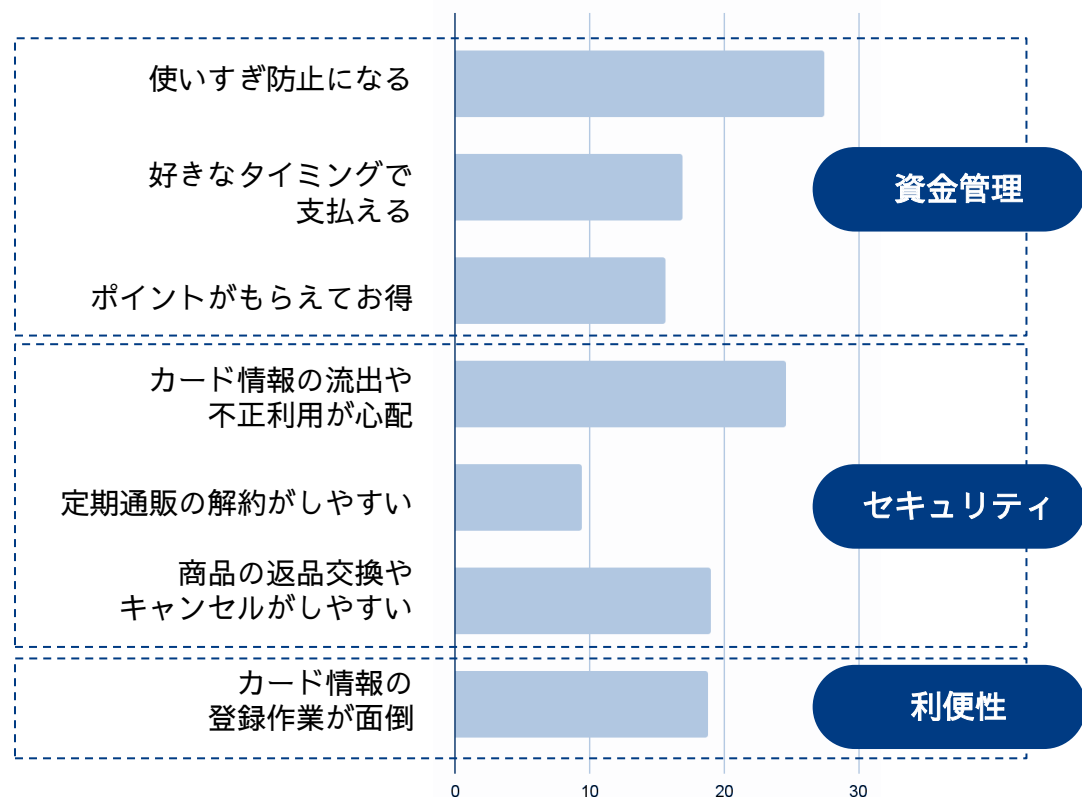 使いすぎ防止になる
好きなタイミングで
支払える
ポイントがもらえてお得
資金管理
カード情報の流出や
不正利用が心配
定期通販の解約がしやすい
商品の返品交換や
キャンセルがしやすい
セキュリティ
カード情報の
登録作業が面倒
利便性
0 10 20 30